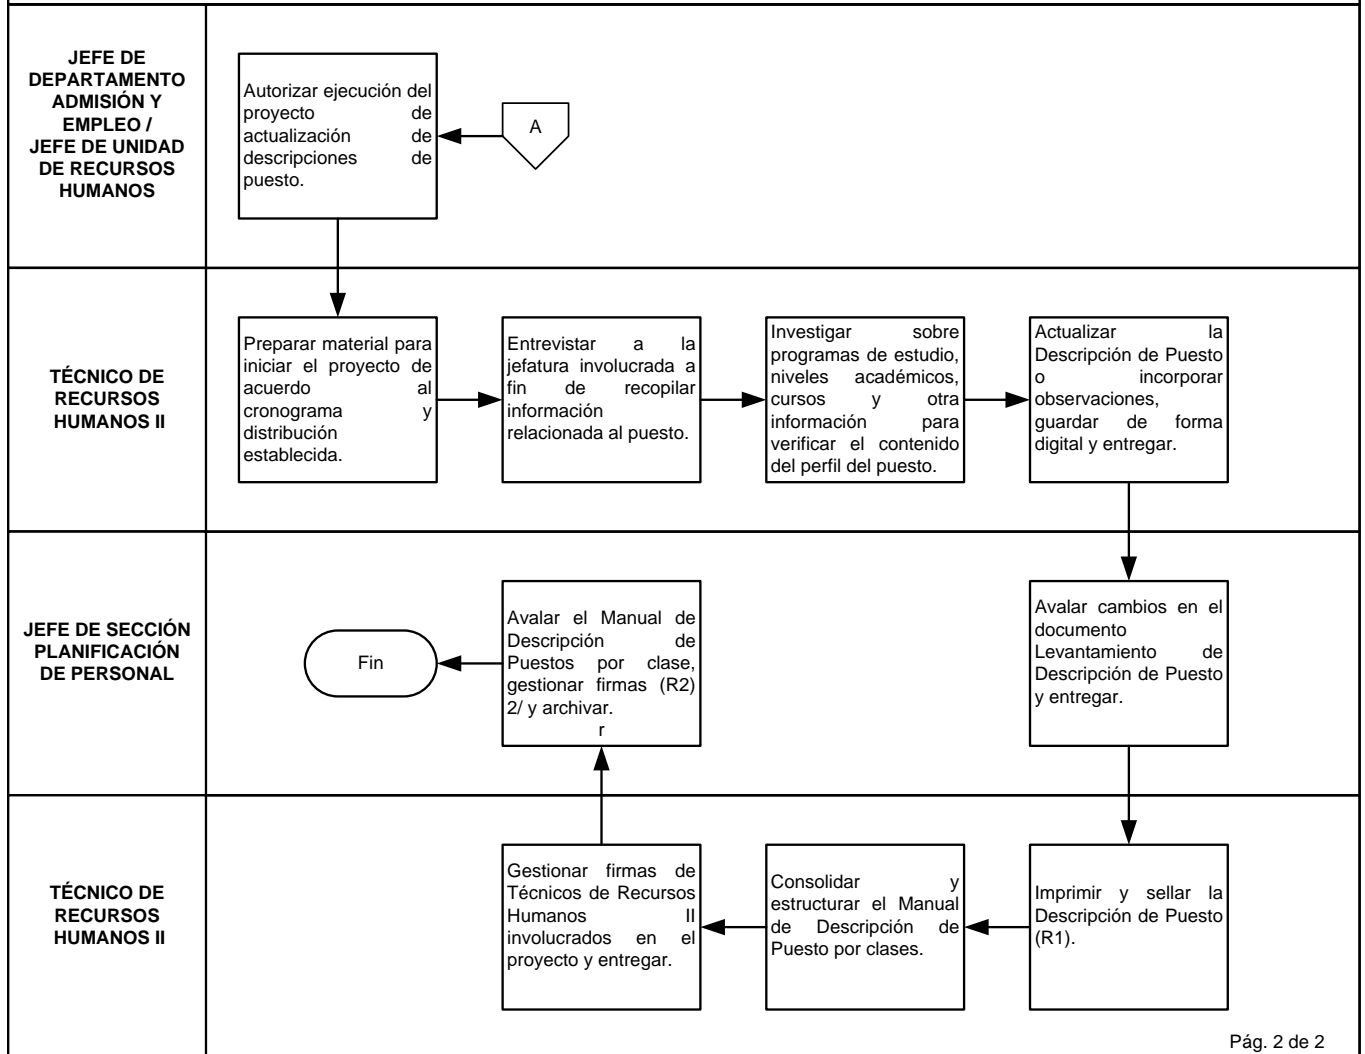 JEFE DE
DEPARTAMENTO
ADMISIÓN Y
EMPLEO /
JEFE DE UNIDAD
DE RECURSOS
HUMANOS
Autorizar ejecución del
proyecto de
actualización de
descripciones de
puesto.
A
TÉCNICO DE
RECURSOS
HUMANOS II
Preparar material para
iniciar el proyecto de
acuerdo al
cronograma y
distribución
establecida.
Entrevistar a la
jefatura involucrada a
fin de recopilar
información
relacionada al puesto.
Investigar sobre
programas de estudio,
niveles académicos,
cursos y otra
información para
verificar el contenido
del perfil del puesto.
Actualizar la
Descripción de Puesto
o incorporar
observaciones,
guardar de forma
digital y entregar.
JEFE DE SECCIÓN
PLANIFICACIÓN
DE PERSONAL
Fin
Avalar el Manual de
Descripción de
Puestos por clase,
gestionar firmas (R2)
2/ y archivar.
r
Avalar cambios en el
documento
Levantamiento de
Descripción de Puesto
y entregar.
TÉCNICO DE
RECURSOS
HUMANOS II
Gestionar firmas de
Técnicos de Recursos
Humanos II
involucrados en el
proyecto y entregar.
Consolidar y
estructurar el Manual
de Descripción de
Puesto por clases.
Imprimir y sellar la
Descripción de Puesto
(R1).
Pág. 2 de 2